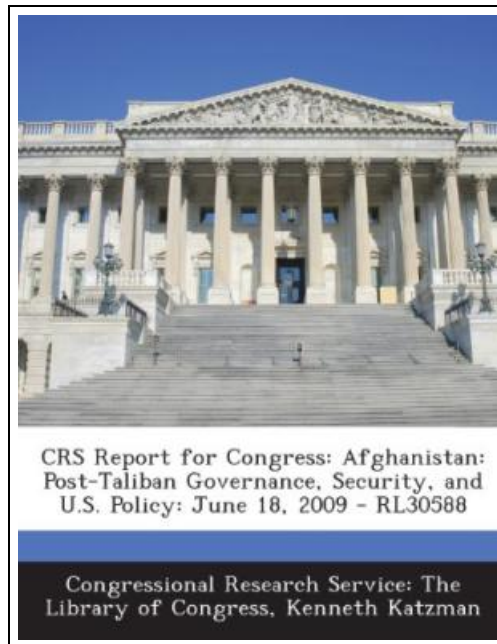 CRS Report for Congress: Afghanistan:
Post-Taliban Governance, Security, and
U.S. Policy: June 18, 2009 - RL30588
Congressional Research Service: The
Library of Congress, Kenneth Katzman